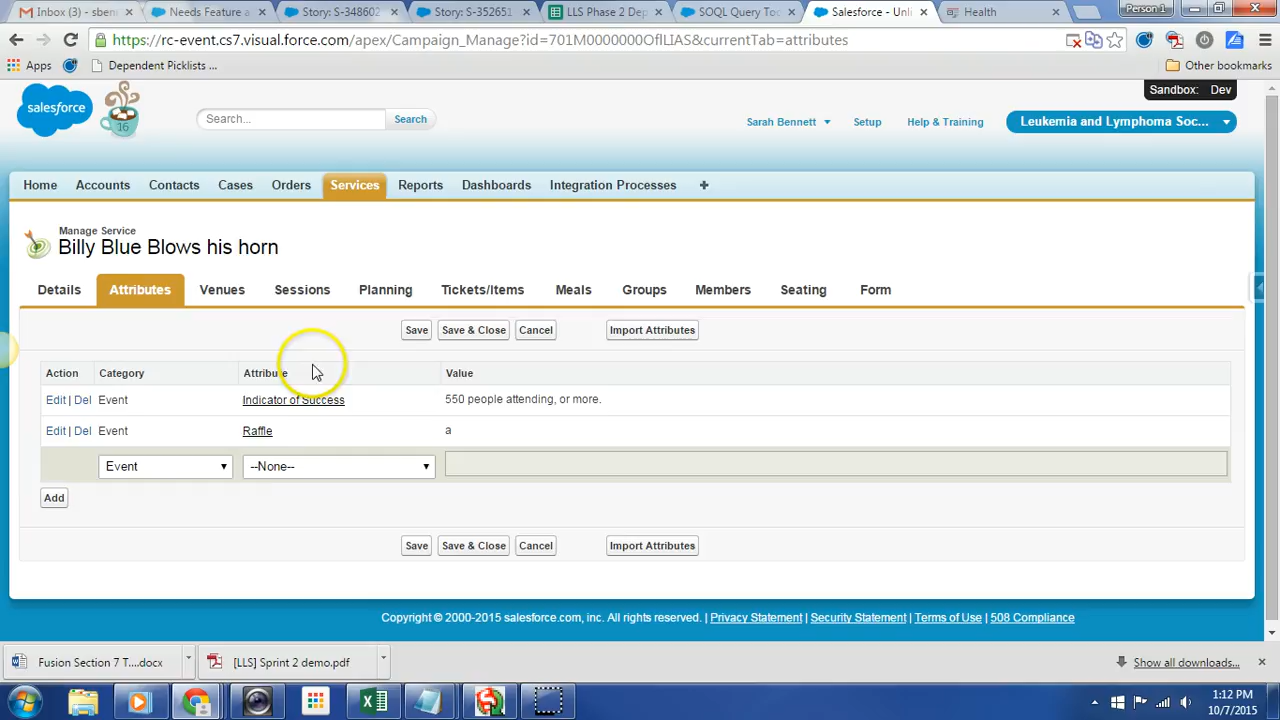 Inbox (3) - sben
Needs Feature a
Story: S-348602
Story: S-352651
LLS Phase 2 Dep
SOQL Query Too
Salesforce - Unli
Health
Person 1
https://rc-event.cs7.visual.force.com/apex/Campaign_Manage?id=701M0000000OfILIAS&currentTab=attributes
Apps
Dependent Picklists ...
Other bookmarks
Sandbox: Dev
salesforce
16
Search...
Search
Sarah Bennett
Setup
Help & Training
Leukemia and Lymphoma Soc...
Home Accounts Contacts Cases Orders Services Reports Dashboards Integration Processes +
Manage Service
Billy Blue Blows his horn
Details Attributes Venues Sessions Planning Tickets/Items Meals Groups Members Seating Form
Save Save & Close Cancel Import Attributes
Action Category Attribute Value
Edit | Del Event Indicator of Success 550 people attending, or more.
Edit | Del Event Raffle a
Event --None--
Add
Save Save & Close Cancel Import Attributes
Copyright © 2000-2015 salesforce.com, inc. All rights reserved. | Privacy Statement | Security Statement | Terms of Use | 508 Compliance
Fusion Section 7 T....docx
[LLS] Sprint 2 demo.pdf
Show all downloads...
1:12 PM
10/7/2015